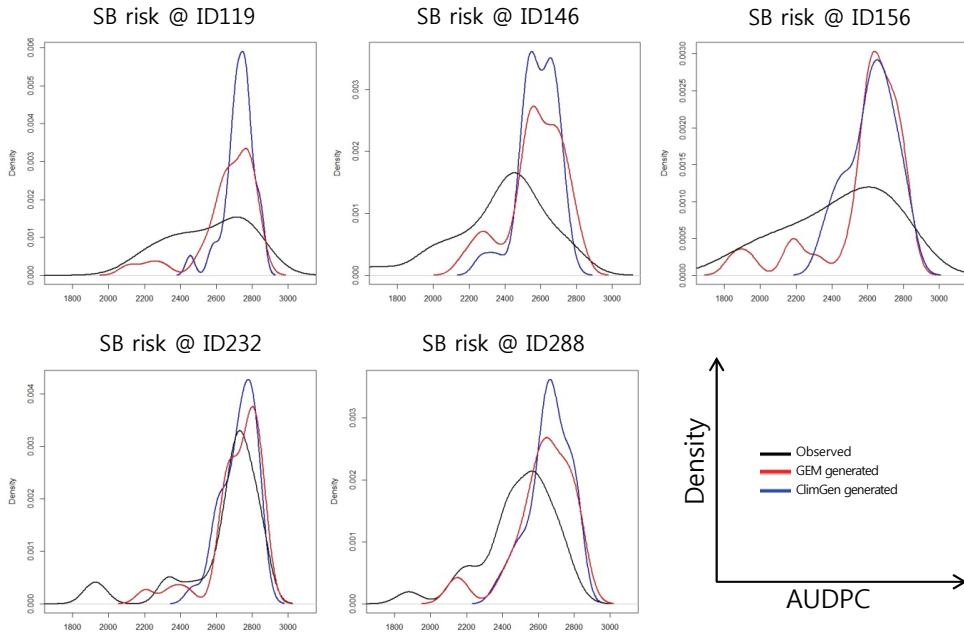 SB risk @ ID119
SB risk @ ID146
SB risk @ ID156
Density
0.000
0.001
0.002
0.003
0.004
0.005
0.006
1800 2000 2200 2400 2600 2800 3000
Density
0.000
0.001
0.002
0.003
1800 2000 2200 2400 2600 2800 3000
Density
0.0000
0.0005
0.0010
0.0015
0.0020
0.0025
0.0030
1800 2000 2200 2400 2600 2800 3000
SB risk @ ID232
SB risk @ ID288
Density
0.000
0.001
0.002
0.003
0.004
1800 2000 2200 2400 2600 2800 3000
Density
0.000
0.001
0.002
0.003
1800 2000 2200 2400 2600 2800 3000
Density
Observed
GEM generated
ClimGen generated
AUDPC